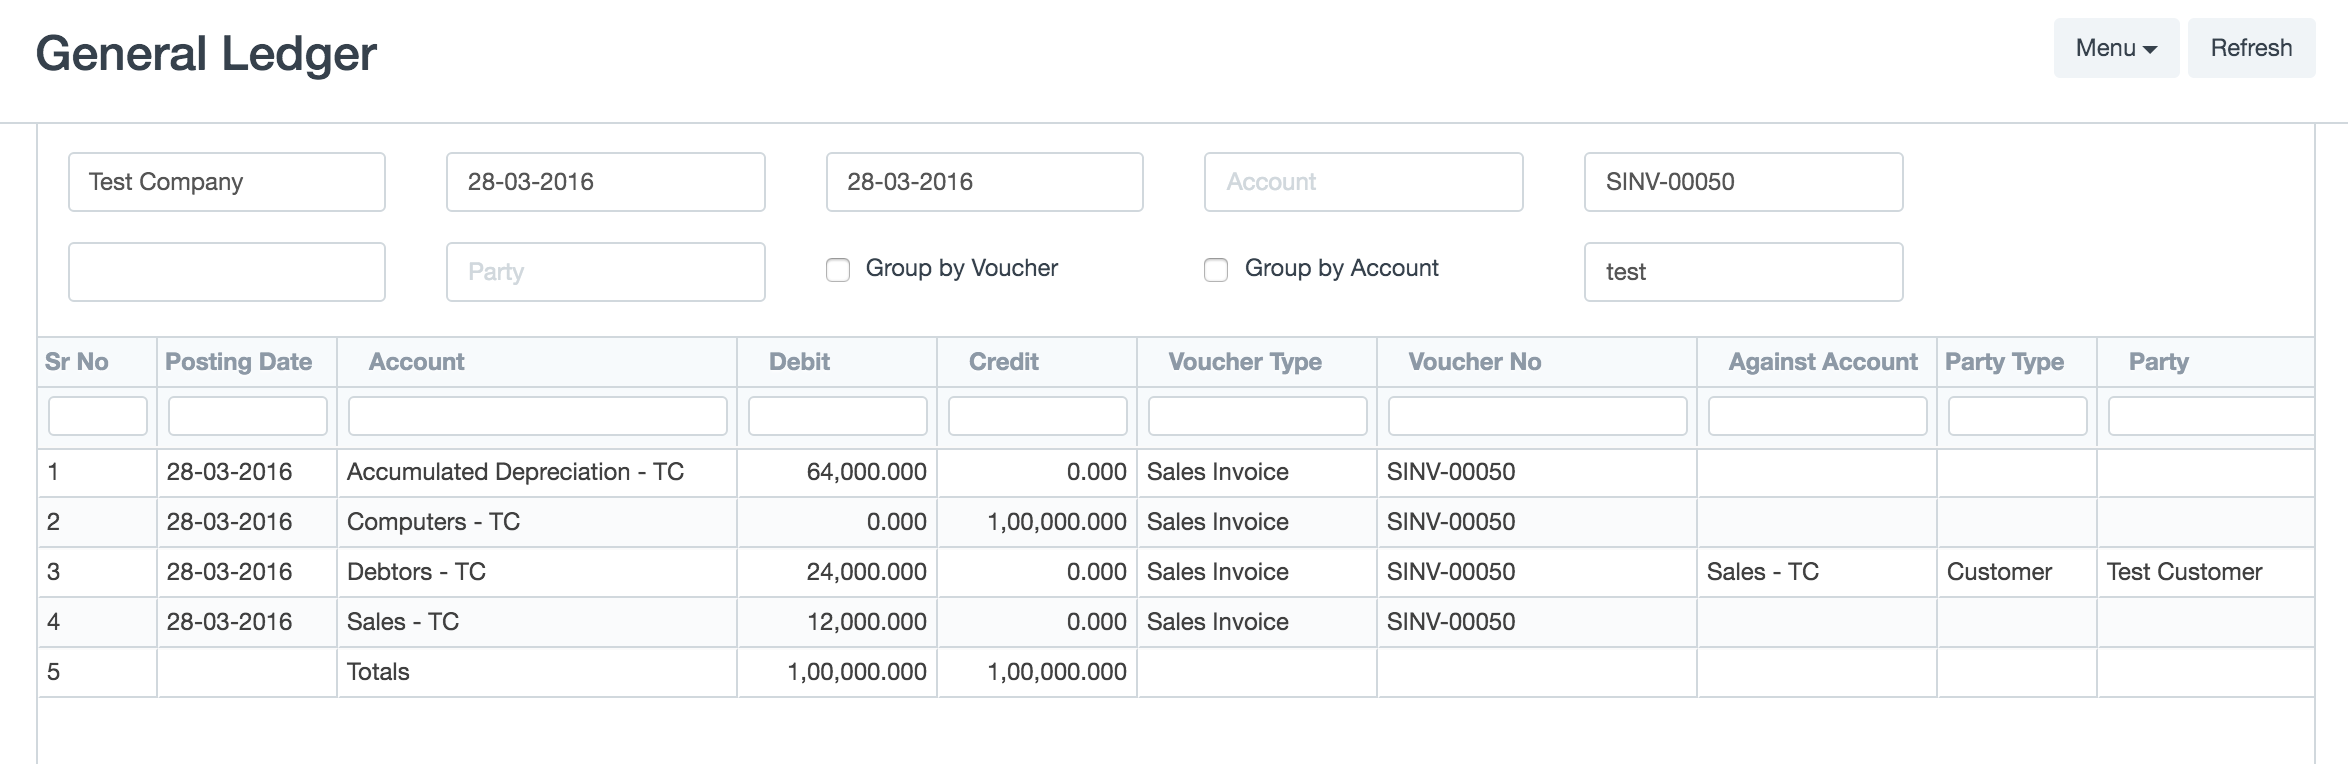 General Ledger
Menu Refresh
Test Company 28-03-2016 28-03-2016 Account SINV-00050
Party Group by Voucher Group by Account test
Sr No Posting Date Account Debit Credit Voucher Type Voucher No Against Account Party Type Party
1 28-03-2016 Accumulated Depreciation - TC 64,000.000 0.000 Sales Invoice SINV-00050
2 28-03-2016 Computers - TC 0.000 1,00,000.000 Sales Invoice SINV-00050
3 28-03-2016 Debtors - TC 24,000.000 0.000 Sales Invoice SINV-00050 Sales - TC Customer Test Customer
4 28-03-2016 Sales - TC 12,000.000 0.000 Sales Invoice SINV-00050
5 Totals 1,00,000.000 1,00,000.000